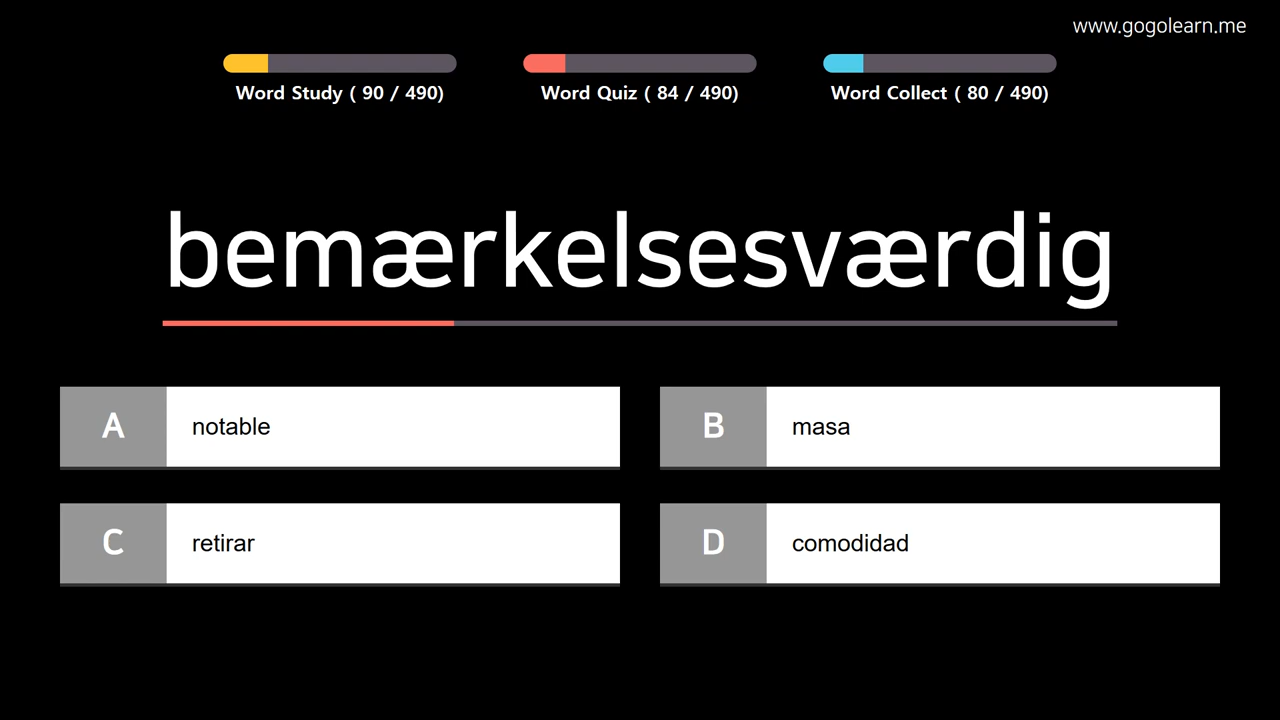 www.gogolearn.me
Word Study ( 90 / 490)
Word Quiz ( 84 / 490)
Word Collect ( 80 / 490)
bemærkelsesværdig
A notable
B masa
C retirar
D comodidad